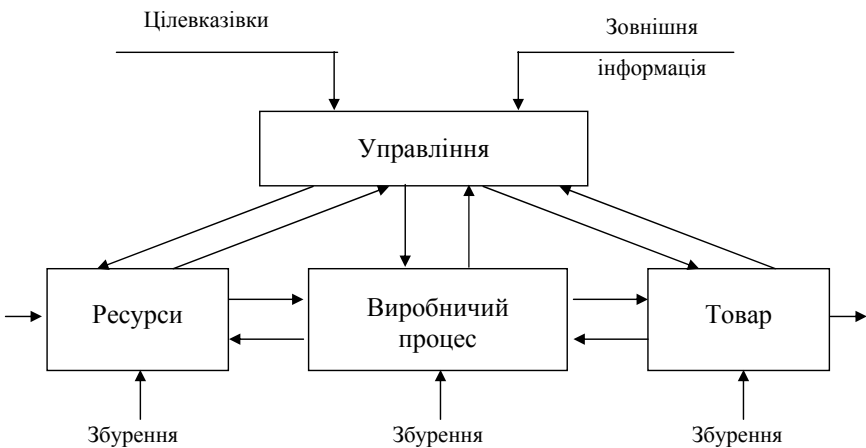 Цілевказівки
Зовнішня
інформація
Управління
Ресурси
Виробничий
процес
Товар
Збурення
Збурення
Збурення